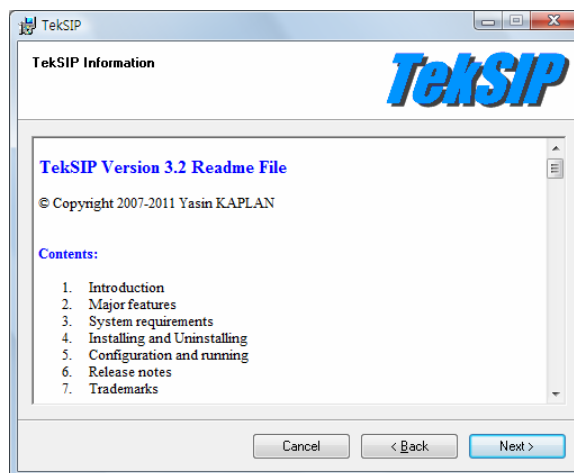 TekSIP
TekSIP Information
TekSIP
TekSIP Version 3.2 Readme File
© Copyright 2007-2011 Yasin KAPLAN
Contents:
1. Introduction
2. Major features
3. System requirements
4. Installing and Uninstalling
5. Configuration and running
6. Release notes
7. Trademarks
Cancel
< Back
Next >